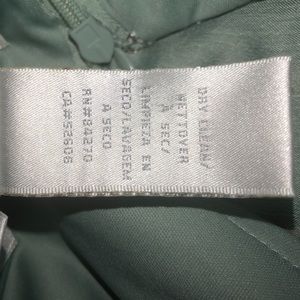 DRY CLEAN/
NETTOYER
A SEC/
LIMPIEZA EN
SECO/LAVAGEM
A SECO
RN#84270
CA#52606